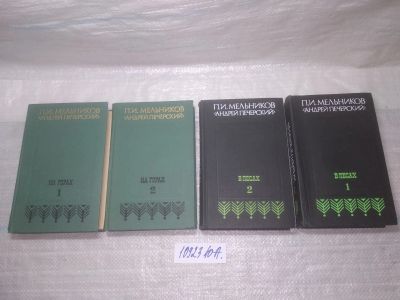 П.И. МЕЛЬНИКОВ
(АНДРЕЙ ПЕЧЕРСКИЙ)
НА ГОРАХ
1
П.И. МЕЛЬНИКОВ
(АНДРЕЙ ПЕЧЕРСКИЙ)
НА ГОРАХ
2
П.И. МЕЛЬНИКОВ
(АНДРЕЙ ПЕЧЕРСКИЙ)
В ЛЕСАХ
2
П.И. МЕЛЬНИКОВ
(АНДРЕЙ ПЕЧЕРСКИЙ)
В ЛЕСАХ
1
10323 Ю-А.